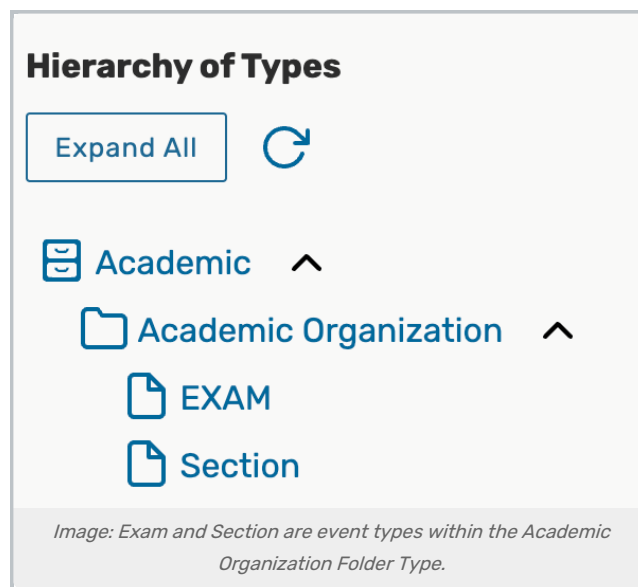 Hierarchy of Types
Expand All
Academic
Academic Organization
EXAM
Section
Image: Exam and Section are event types within the Academic
Organization Folder Type.